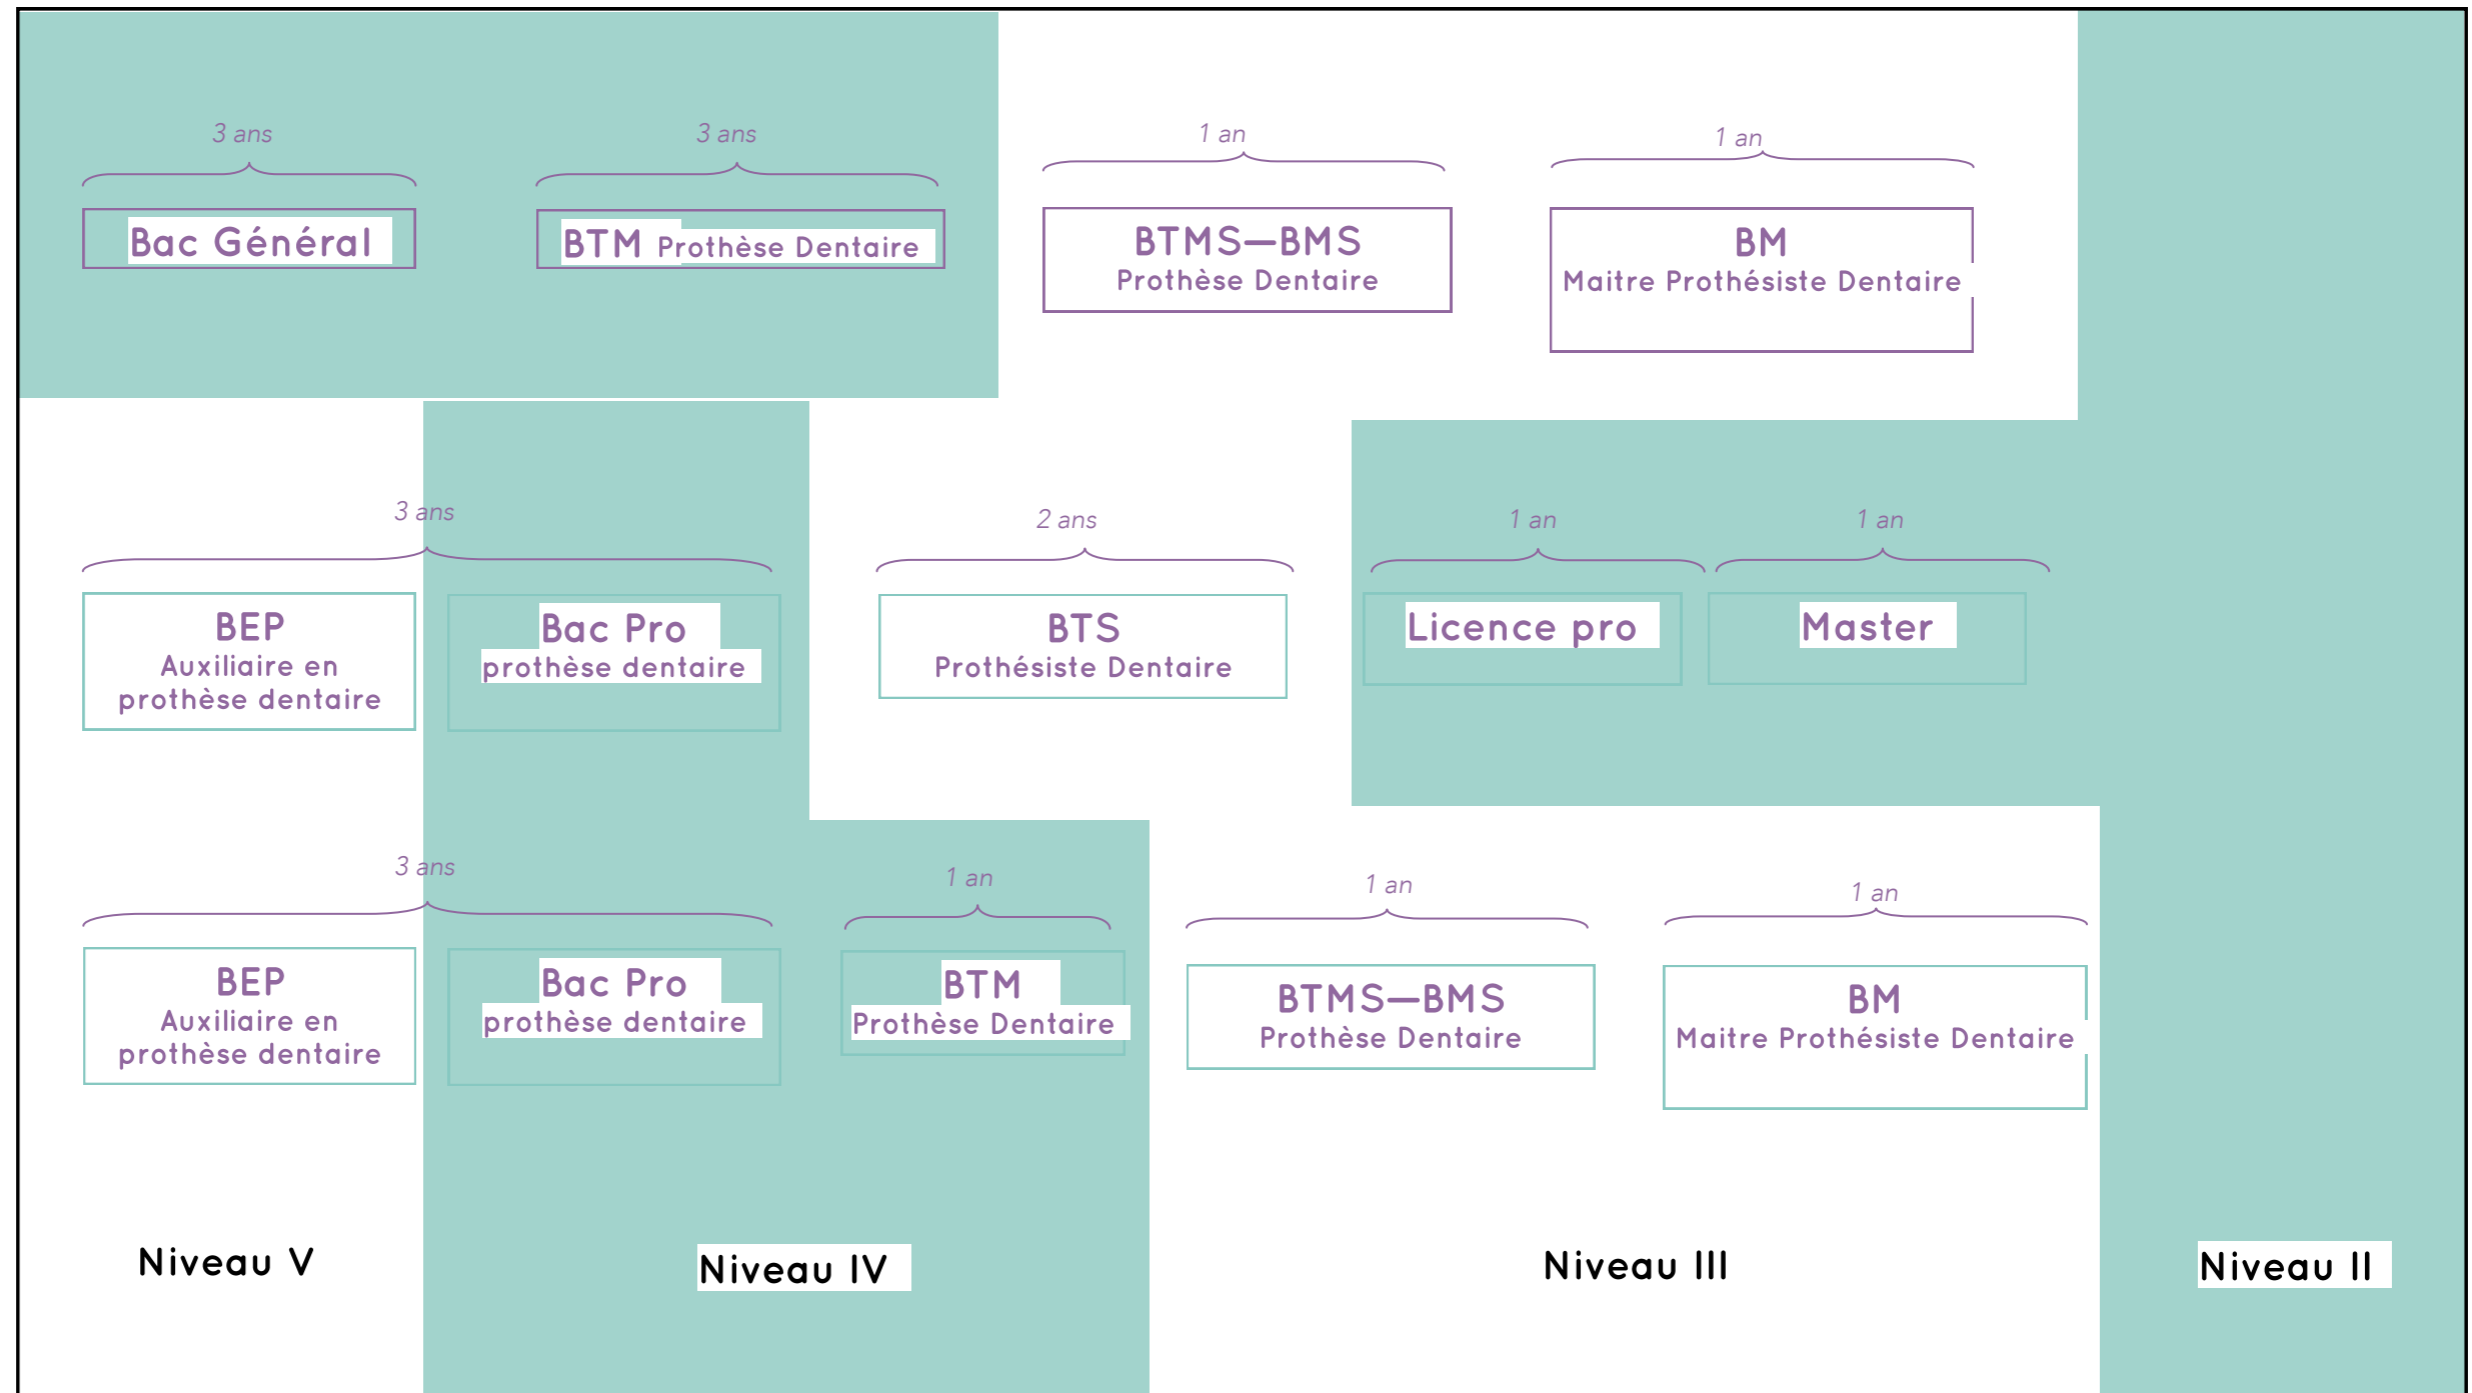 3 ans
3 ans
1 an
1 an
Bac Général
BTM Prothèse Dentaire
BTMS—BMS
Prothèse Dentaire
BM
Maitre Prothésiste Dentaire
3 ans
2 ans
1 an
1 an
BEP
Auxiliaire en
prothèse dentaire
Bac Pro
prothèse dentaire
BTS
Prothésiste Dentaire
Licence pro
Master
3 ans
1 an
1 an
1 an
BEP
Auxiliaire en
prothèse dentaire
Bac Pro
prothèse dentaire
BTM
Prothèse Dentaire
BTMS—BMS
Prothèse Dentaire
BM
Maitre Prothésiste Dentaire
Niveau V
Niveau IV
Niveau III
Niveau II